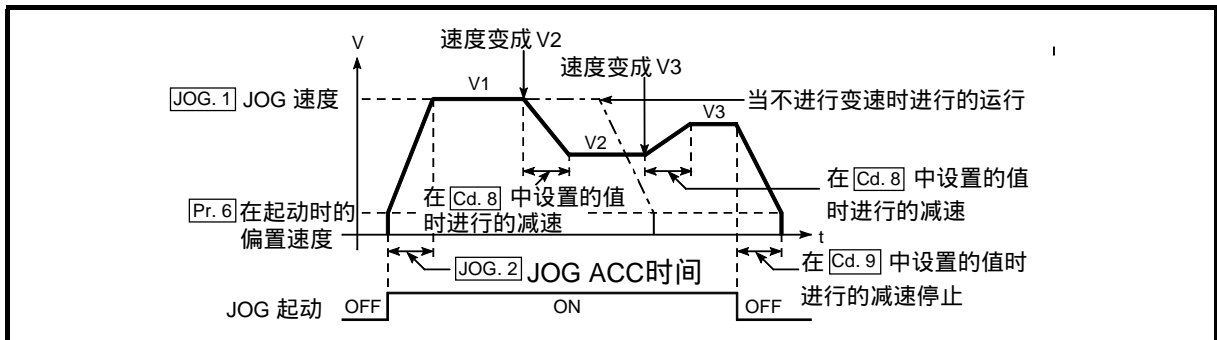 速度变成 V2
V
速度变成 V3
V1
JOG. 1 JOG 速度
当不进行变速时进行的运行
V3
V2
在 Cd. 8 中设置的值
时进行的减速
在 Cd. 8 中设置的值
时进行的减速
Pr. 6 在起动时的
偏置速度
t
JOG. 2 JOG ACC时间
在 Cd. 9 中设置的值时
进行的减速停止
JOG 起动 OFF ON OFF